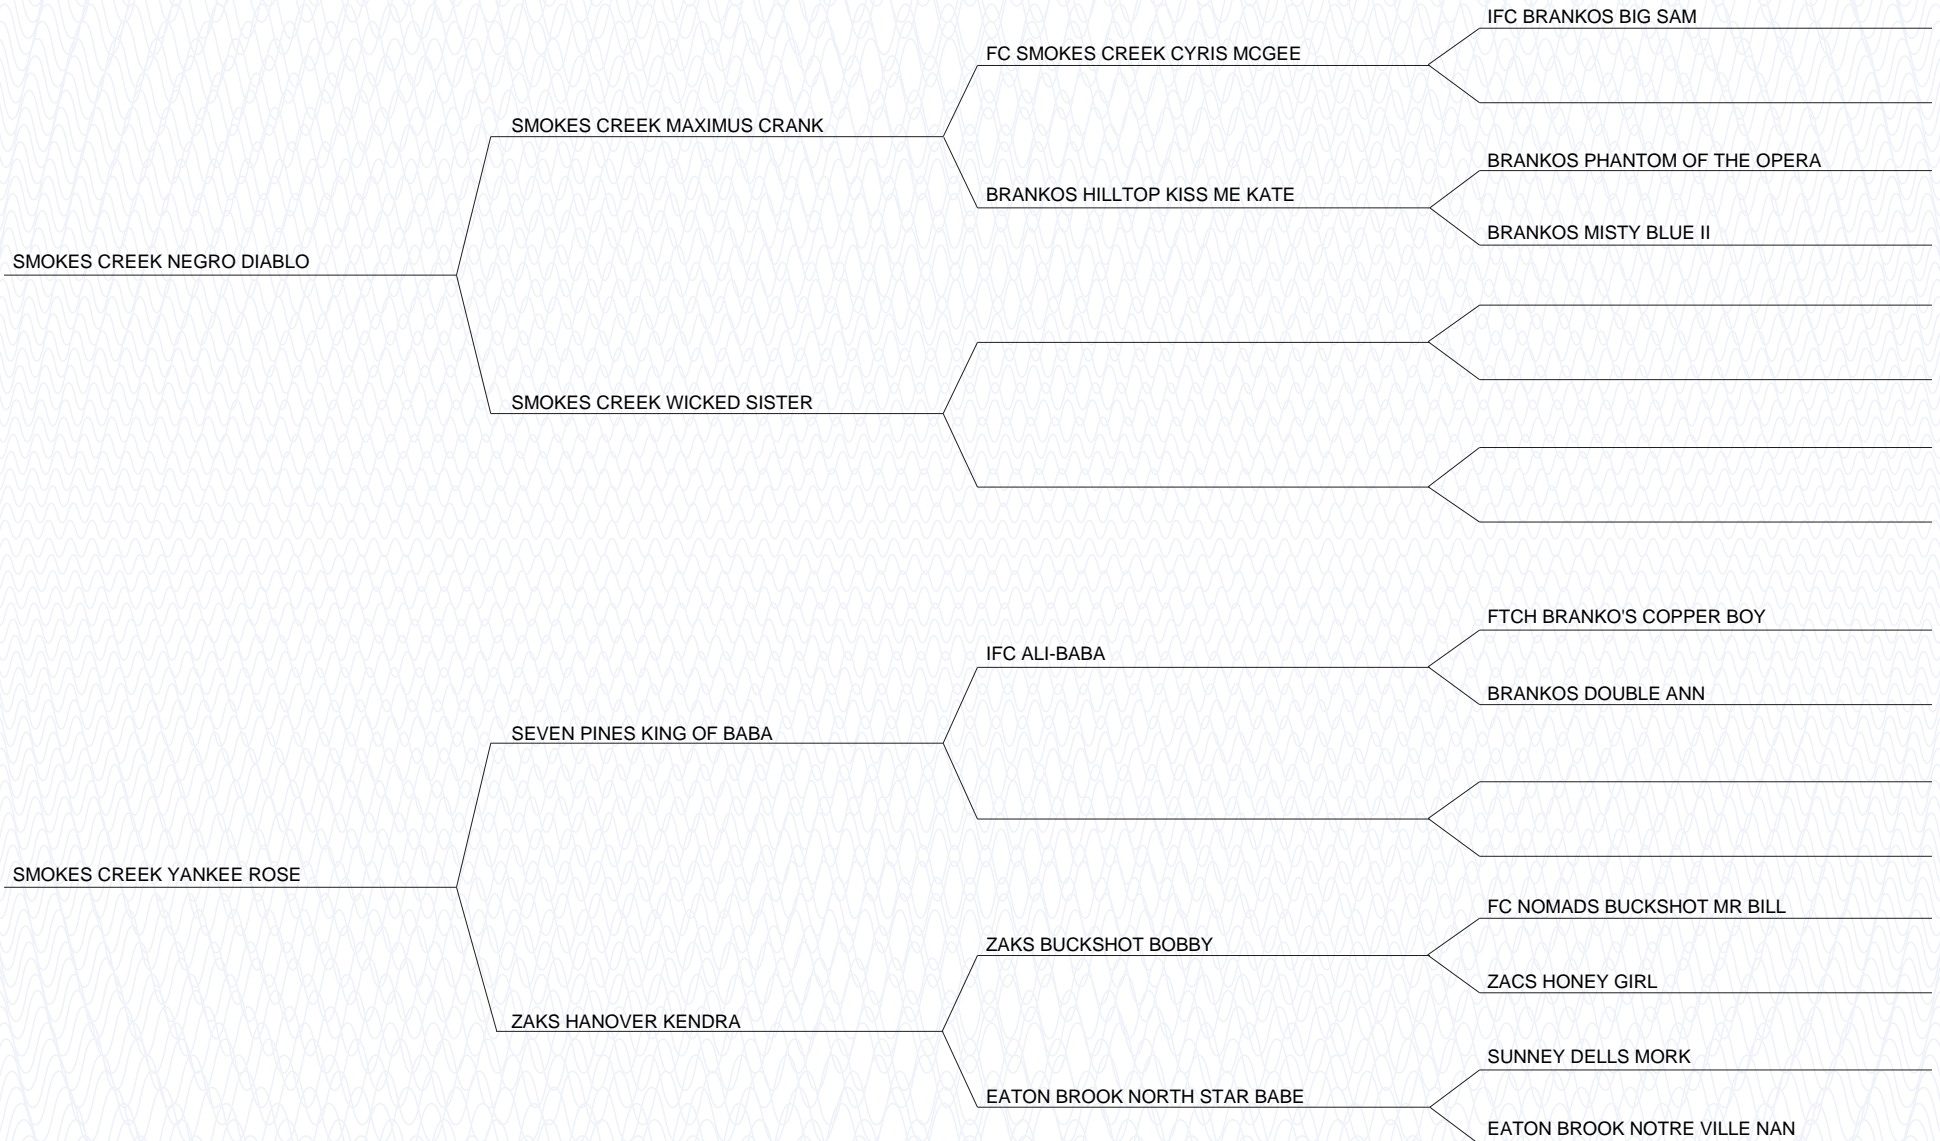 IFC BRANKOS BIG SAM
FC SMOKES CREEK CYRIS MCGEE
SMOKES CREEK MAXIMUS CRANK
BRANKOS PHANTOM OF THE OPERA
BRANKOS HILLTOP KISS ME KATE
BRANKOS MISTY BLUE II
SMOKES CREEK NEGRO DIABLO
SMOKES CREEK WICKED SISTER
FTCH BRANKO'S COPPER BOY
IFC ALI-BABA
BRANKOS DOUBLE ANN
SEVEN PINES KING OF BABA
SMOKES CREEK YANKEE ROSE
FC NOMADS BUCKSHOT MR BILL
ZAKS BUCKSHOT BOBBY
ZACS HONEY GIRL
ZAKS HANOVER KENDRA
SUNNEY DELLS MORK
EATON BROOK NORTH STAR BABE
EATON BROOK NOTRE VILLE NAN